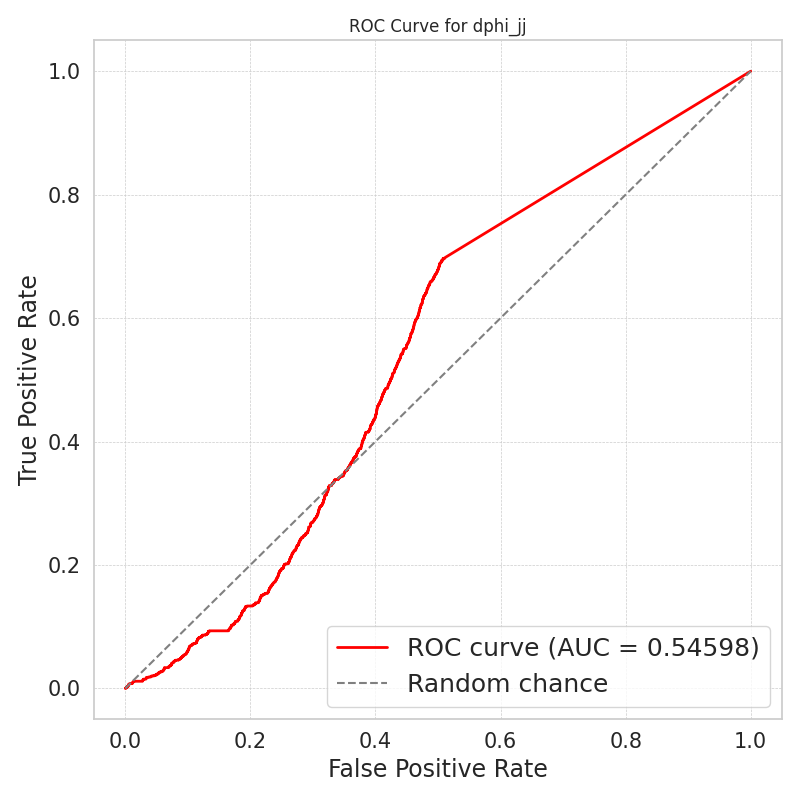 ROC Curve for dphi_jj
True Positive Rate
1.0
0.8
0.6
0.4
0.2
0.0
ROC curve (AUC = 0.54598)
Random chance
0.0 0.2 0.4 0.6 0.8 1.0
False Positive Rate